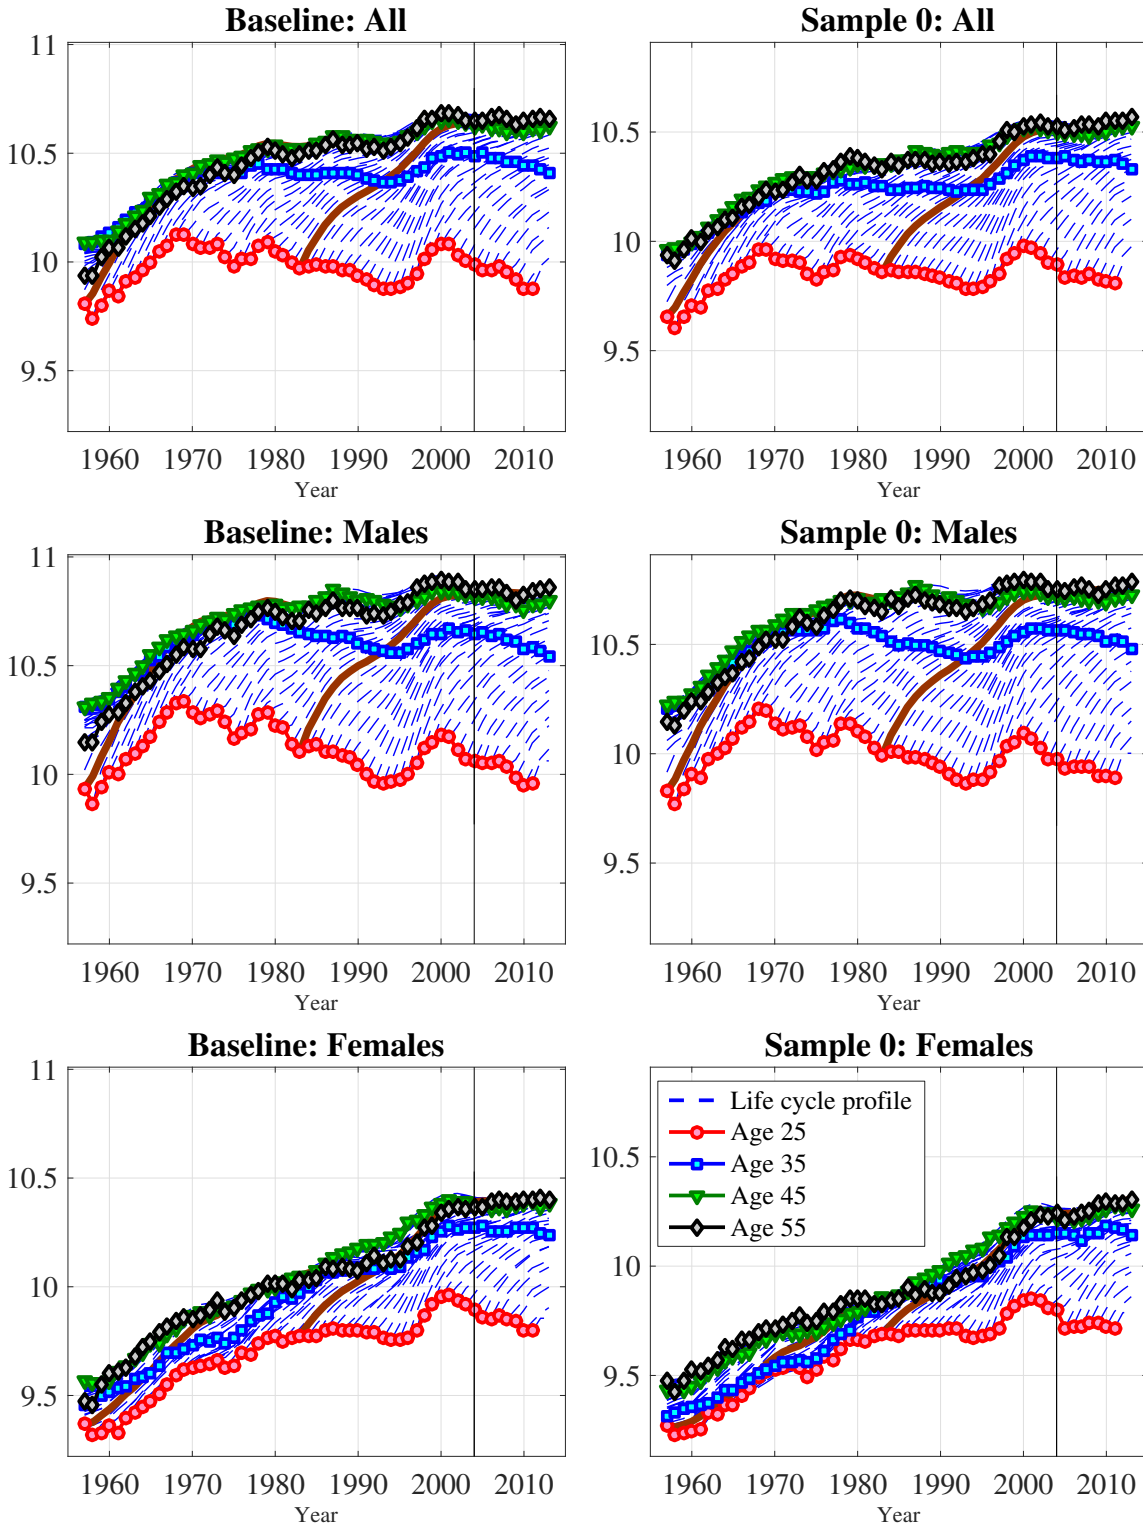 Baseline: All
11
10.5
10
9.5
1960 1970 1980 1990 2000 2010
Year
Sample 0: All
10.5
10
9.5
1960 1970 1980 1990 2000 2010
Year
Baseline: Males
11
10.5
10
9.5
1960 1970 1980 1990 2000 2010
Year
Sample 0: Males
10.5
10
9.5
1960 1970 1980 1990 2000 2010
Year
Baseline: Females
11
10.5
10
9.5
1960 1970 1980 1990 2000 2010
Year
Sample 0: Females
10.5
10
9.5
Life cycle profile
Age 25
Age 35
Age 45
Age 55
1960 1970 1980 1990 2000 2010
Year